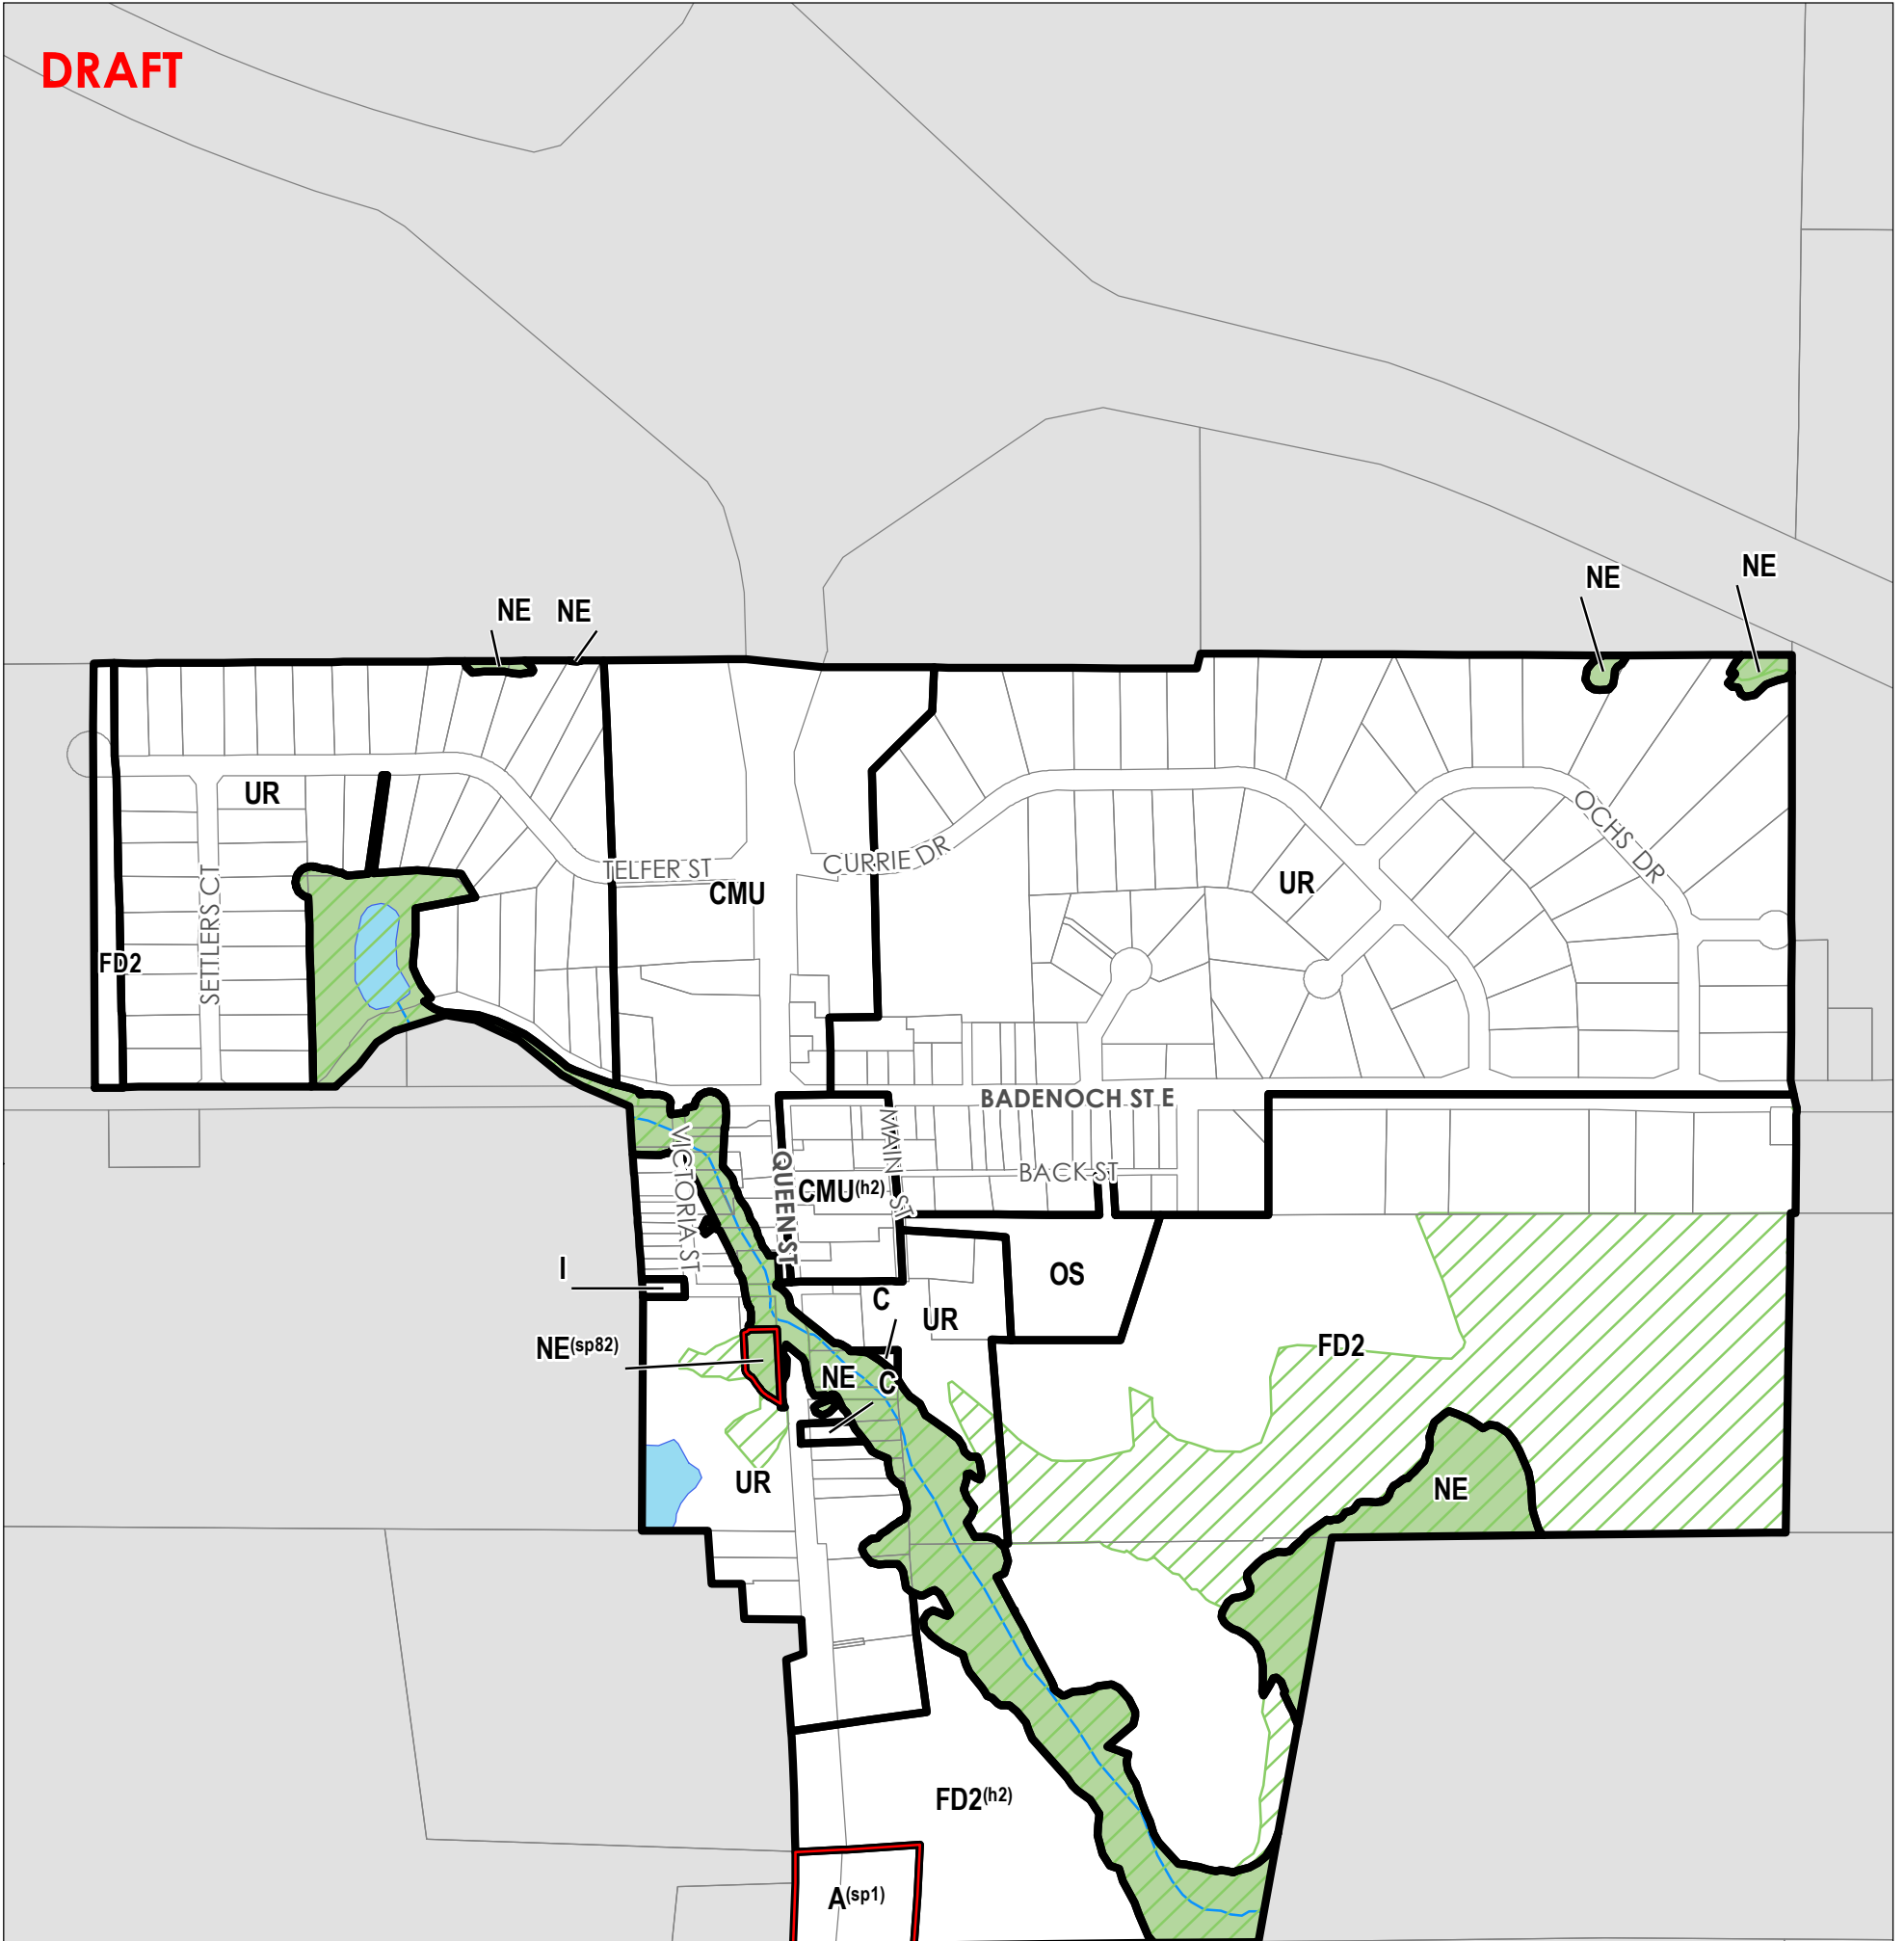 DRAFT
NE
NE
NE
NE
UR
OCHS DR
CURRIE DR
TELFER ST
CMU
UR
SETTLERS CT
FD2
BADENOCH ST E
MAIN ST
VICTORIA ST
QUEEN ST
BACK ST
CMU(h2)
I
OS
C
UR
NE(sp82)
FD2
NE
C
UR
NE
FD2(h2)
A(sp1)